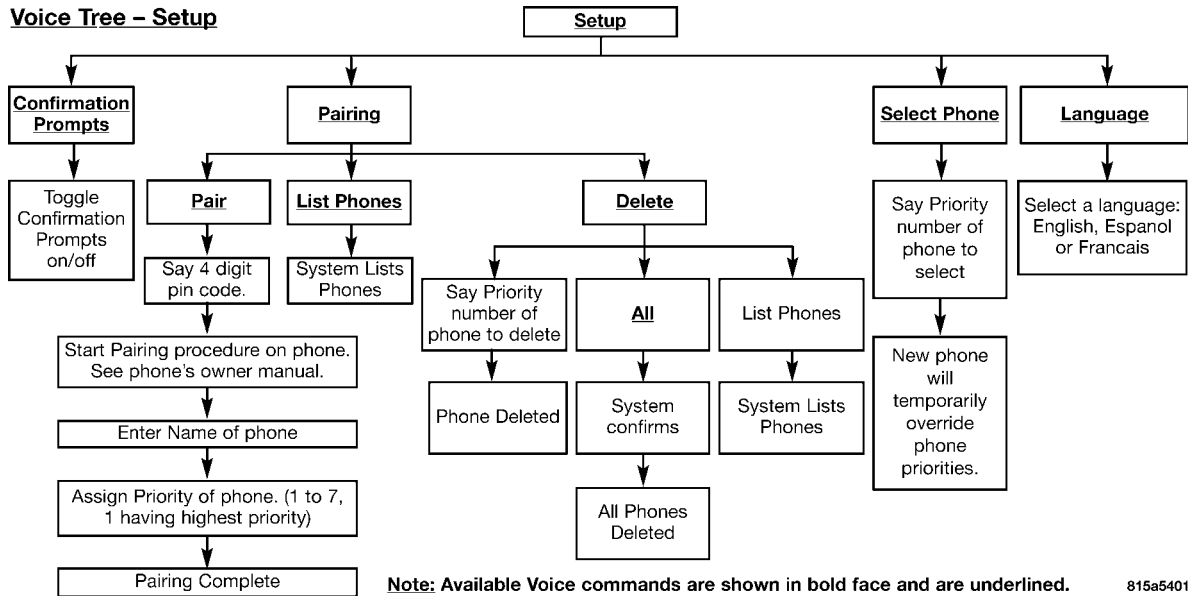 Voice Tree – Setup
Setup
Confirmation
Prompts
Pairing
Select Phone
Language
Toggle
Confirmation
Prompts
on/off
Pair
List Phones
Delete
Say Priority
number of
phone to
select
Select a language:
English, Espanol
or Francais
Say 4 digit
pin code.
System Lists
Phones
Say Priority
number of
phone to delete
All
List Phones
Start Pairing procedure on phone.
See phone's owner manual.
New phone
will
temporarily
override
phone
priorities.
Phone Deleted
System
confirms
System Lists
Phones
Enter Name of phone
Assign Priority of phone. (1 to 7,
1 having highest priority)
All Phones
Deleted
Pairing Complete
Note: Available Voice commands are shown in bold face and are underlined.
815a5401